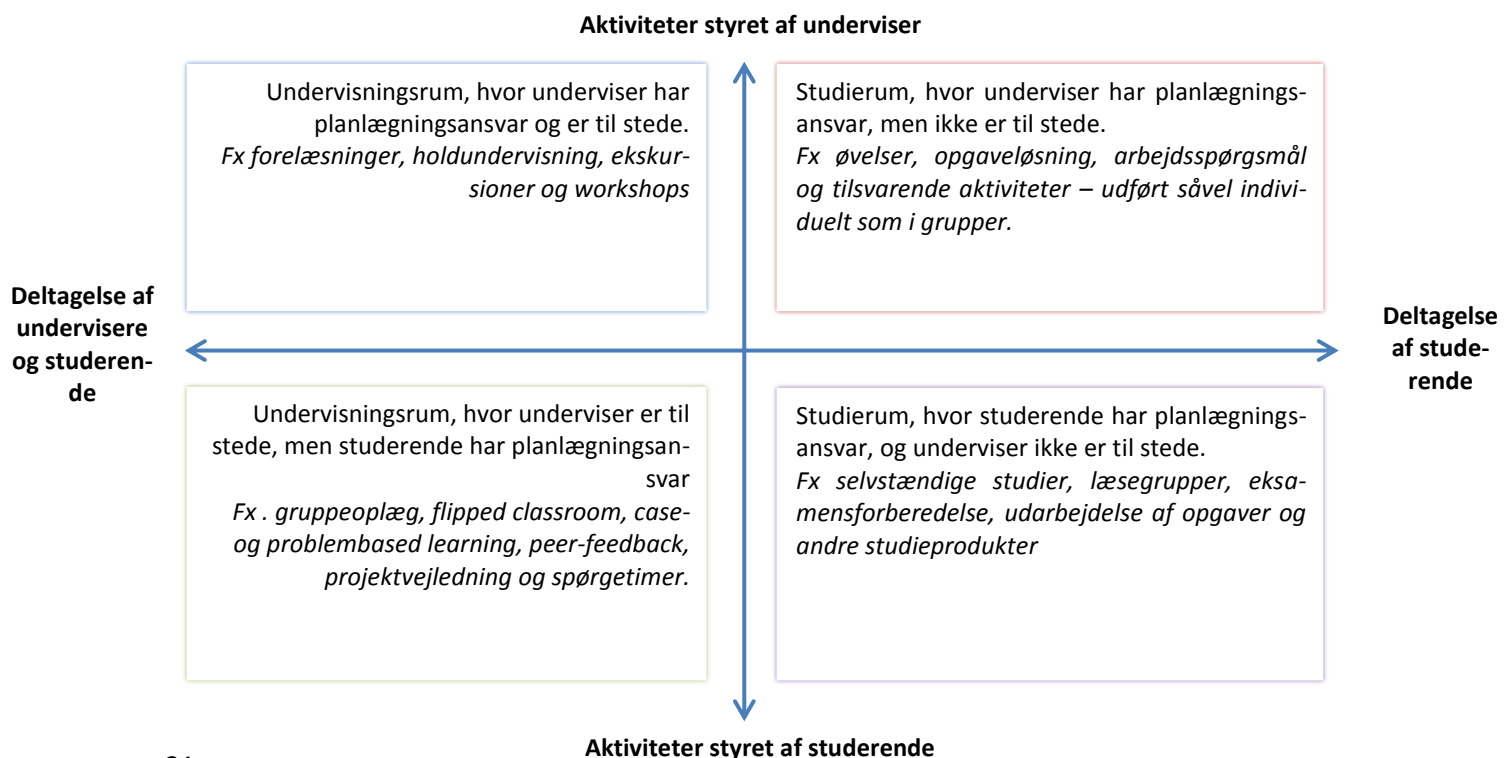 Aktiviteter styret af underviser
Undervisningsrum, hvor underviser har
planlægningsansvar og er til stede.
Fx forelæsninger, holdundervisning, ekskur-
sioner og workshops
Studierum, hvor underviser har planlægnings-
ansvar, men ikke er til stede.
Fx øvelser, opgaveløsning, arbejdsspørgsmål
og tilsvarende aktiviteter – udført såvel indivi-
duelt som i grupper.
Deltagelse af
undervisere
og studeren-
de
Deltagelse
af stude-
rende
Undervisningsrum, hvor underviser er til
stede, men studerende har planlægningsan-
svar
Fx . gruppeoplæg, flipped classroom, case-
og problembased learning, peer-feedback,
projektvejledning og spørgetimer.
Studierum, hvor studerende har planlægnings-
ansvar, og underviser ikke er til stede.
Fx selvstændige studier, læsegrupper, eksa-
mensforberedelse, udarbejdelse af opgaver og
andre studieprodukter
Aktiviteter styret af studerende